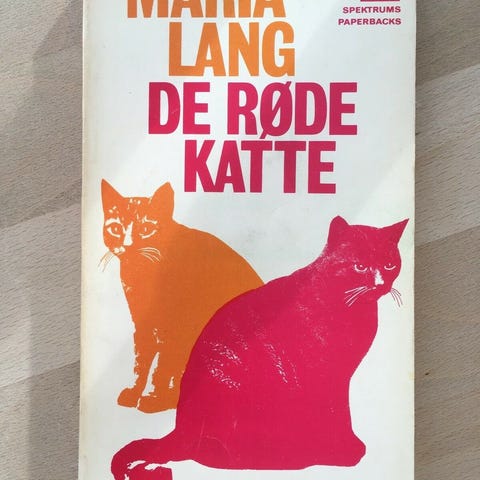 MARIA
LANG
DE RØDE
KATTE
SPEKTRUMS
PAPERBACKS